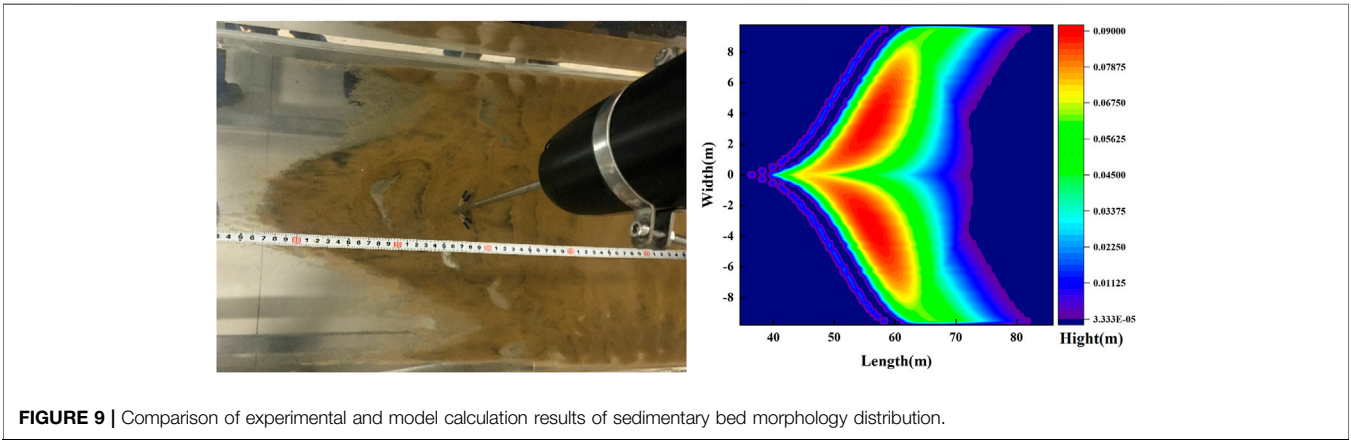 8
6
4
2
0
-2
-4
-6
-8
Width(m)
40 50 60 70 80
Length(m)
0.09000
0.07875
0.06750
0.05625
0.04500
0.03375
0.02250
0.01125
3.333E-05
Hight(m)
FIGURE 9 | Comparison of experimental and model calculation results of sedimentary bed morphology distribution.